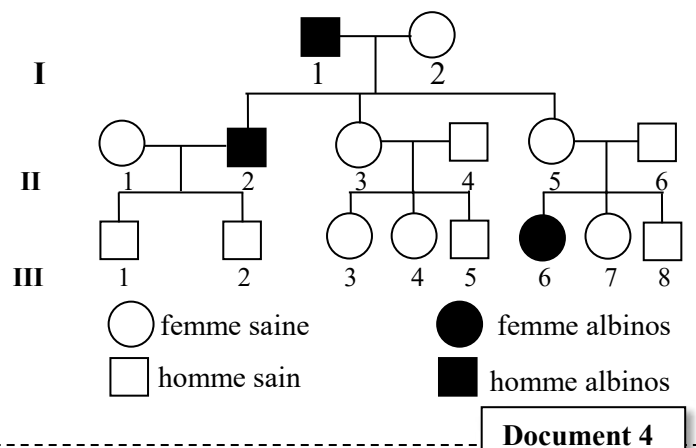 I
1 2
1 2 3 4 5 6
II
1 2 3 4 5 6 7 8
III
femme saine femme albinos
homme sain homme albinos
Document 4